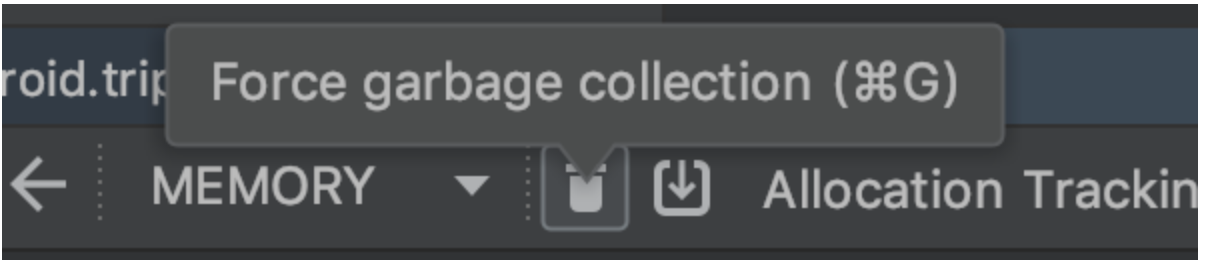 Force garbage collection (⌘G)
roid.trip
MEMORY
Allocation Trackin